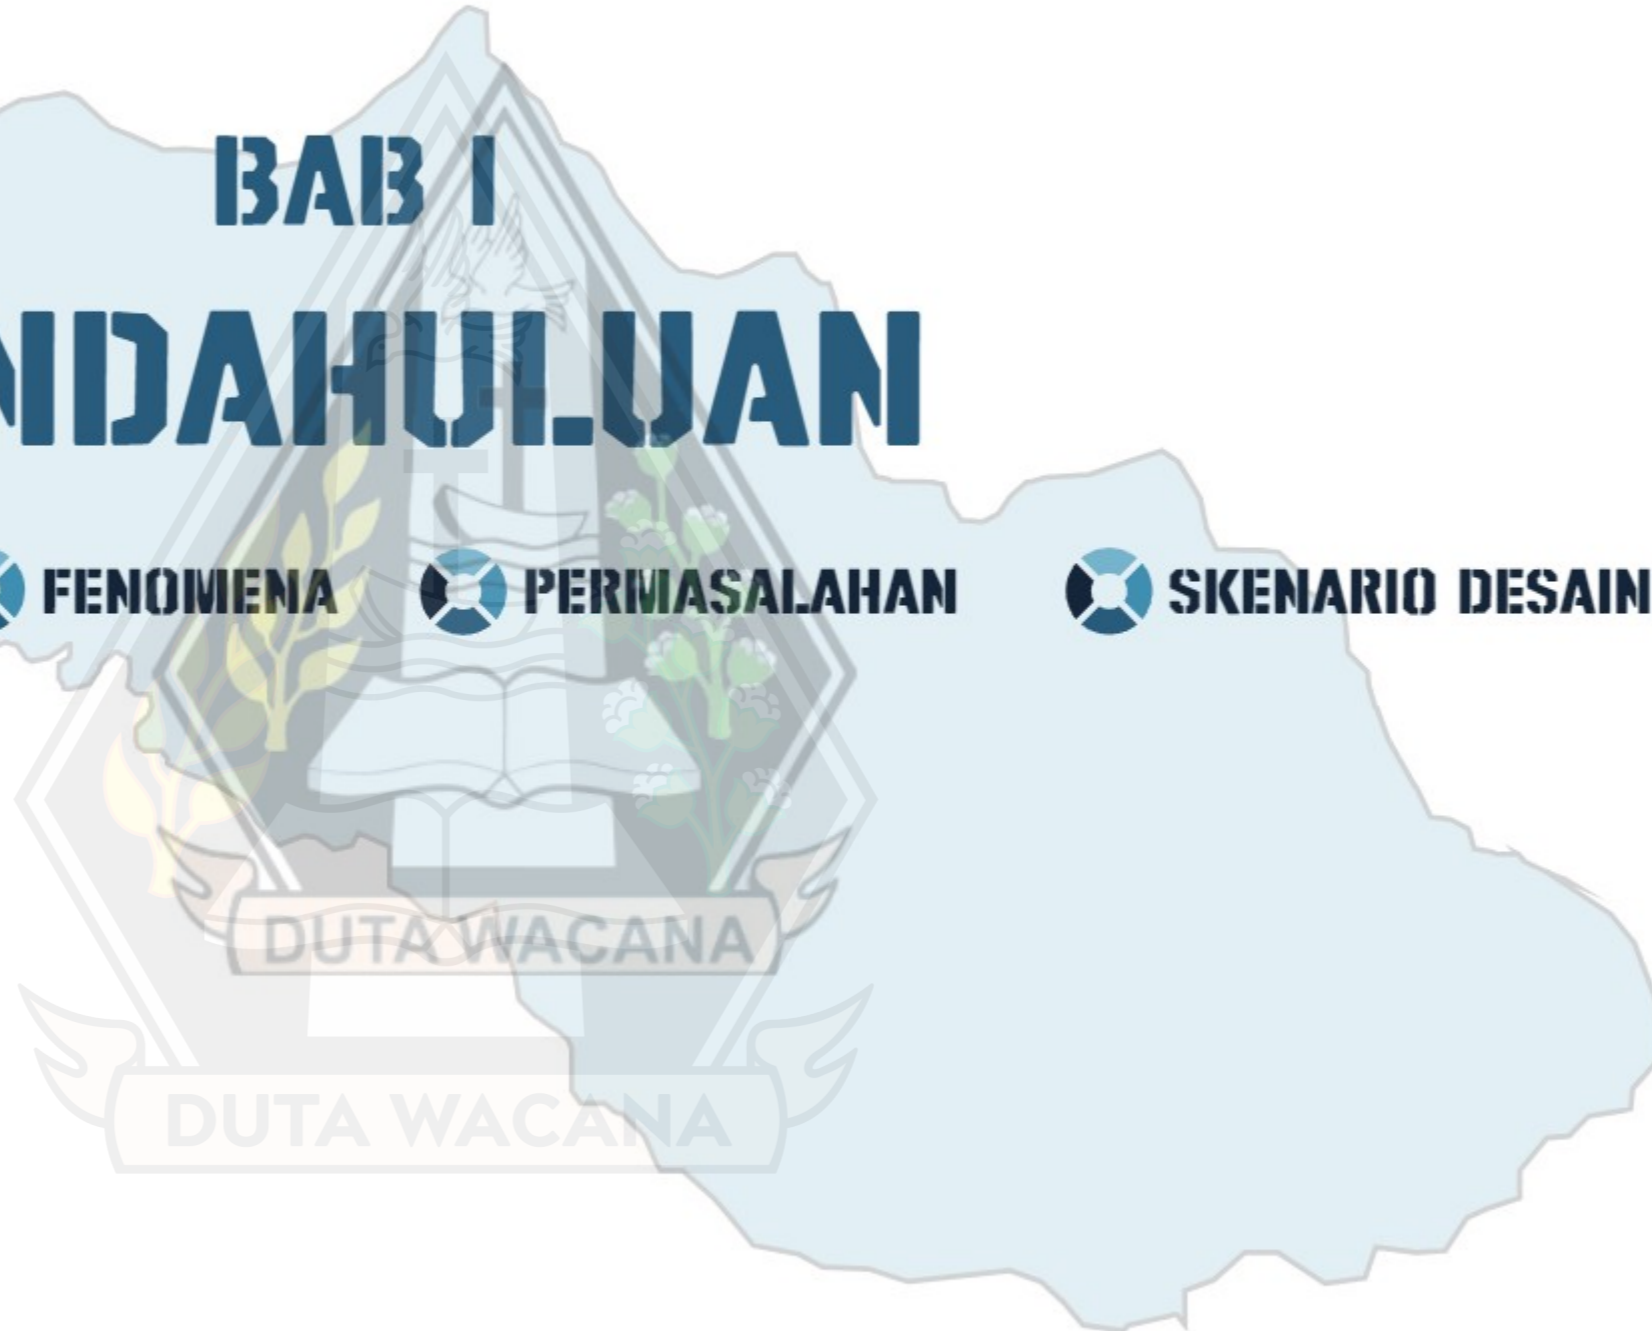 BAB I
NDAHULUAN
FENOMENA PERMASALAHAN SKENARIO DESAIN
DUTA WACANA
DUTA WACANA